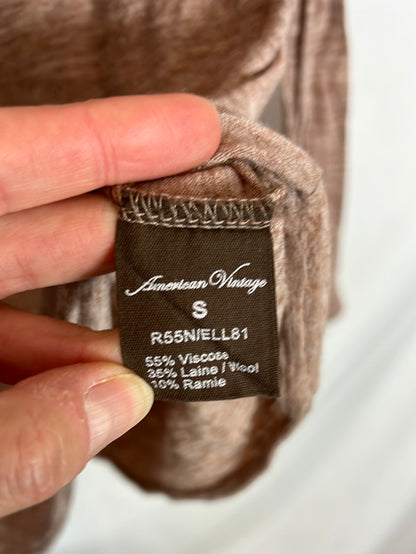 American Vintage
S
R55N/ELL81
55% Viscose
35% Laine / Wool
10% Ramie